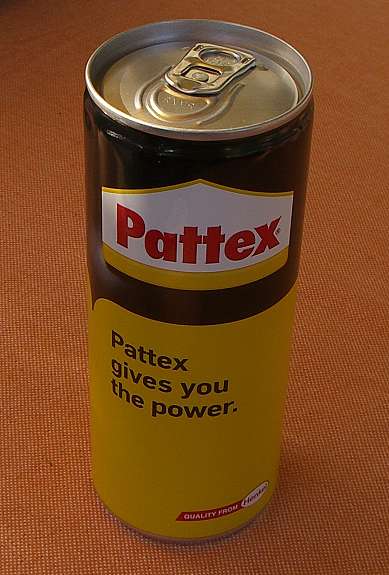 Pattex®
Pattex
gives you
the power.
QUALITY FROM Henkel